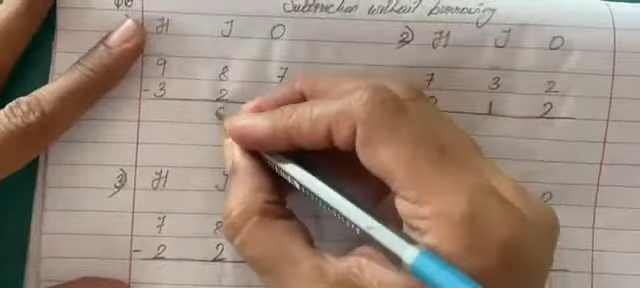 Subtraction without borrowing
H T O 2) H T O
9 8 7 7 3 2
- 3 2 1 2
6
3) H T
7 8
- 2 2